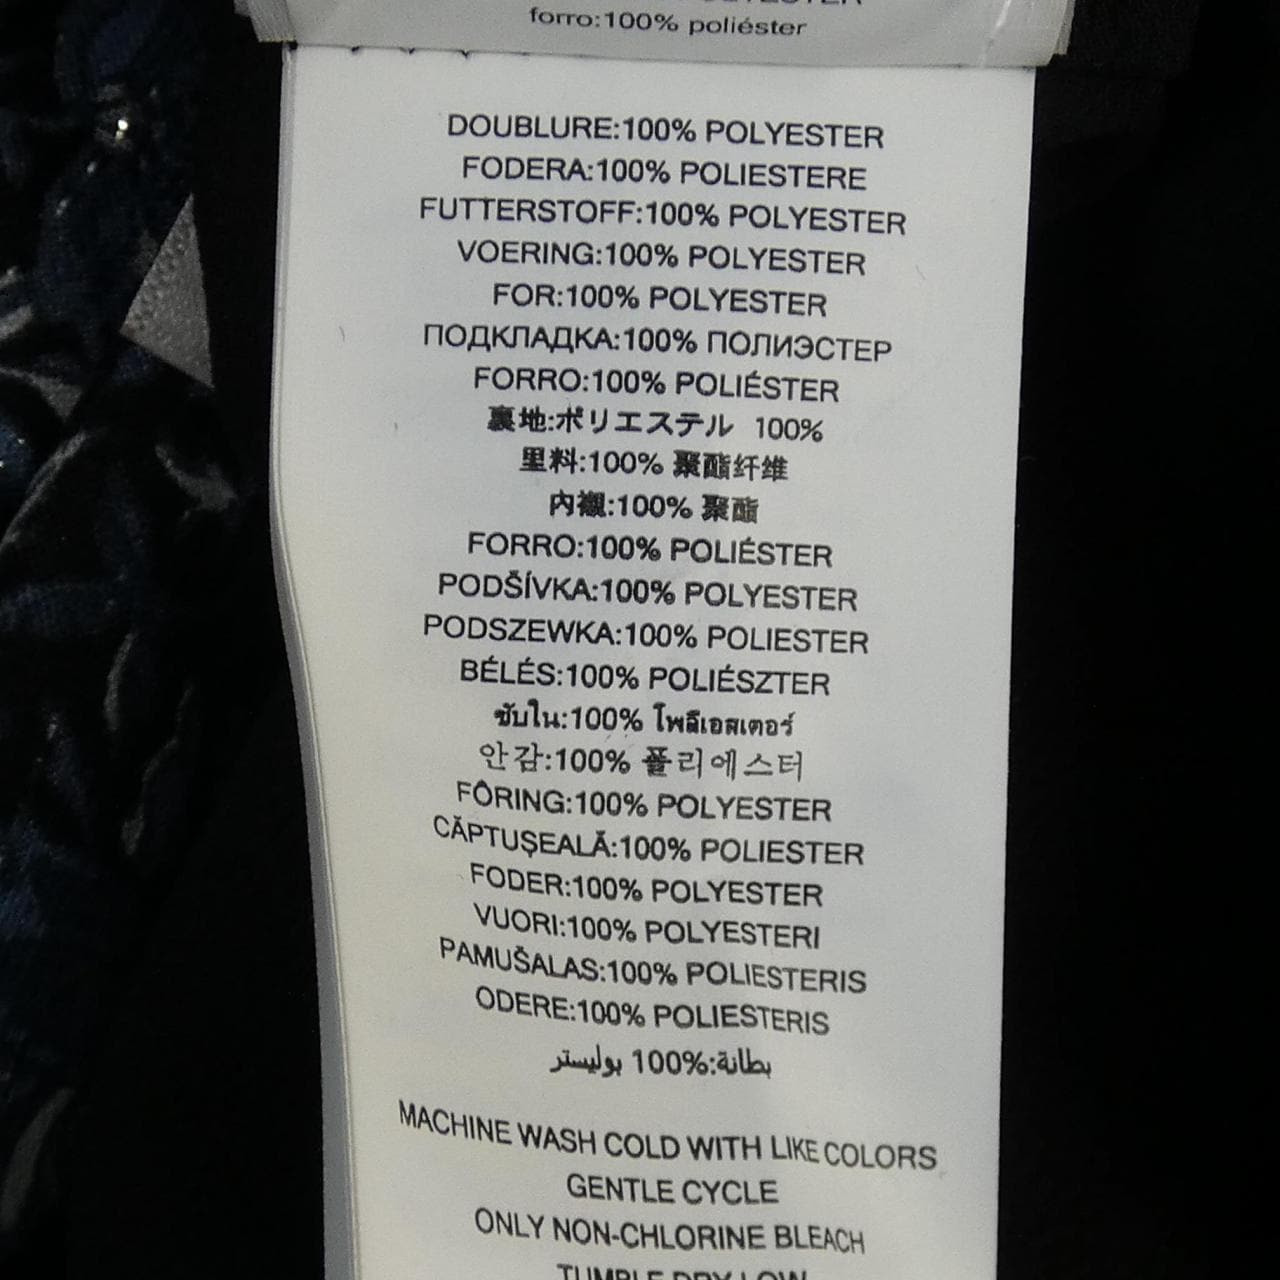 forro:100% poliéster
DOUBLURE:100% POLYESTER
FODERA:100% POLIESTERE
FUTTERSTOFF:100% POLYESTER
VOERING:100% POLYESTER
FOR:100% POLYESTER
ПОДКЛАДКА:100% ПОЛИЭСТЕР
FORRO:100% POLIÉSTER
裏地:ポリエステル 100%
里料:100% 聚酯纤维
內襯:100% 聚酯
FORRO:100% POLIÉSTER
PODŠÍVKA:100% POLYESTER
PODSZEWKA:100% POLIESTER
BÉLÉS:100% POLIÉSZTER
ซับใน:100% โพลีเอสเตอร์
안감:100% 폴리에스터
FÔRING:100% POLYESTER
CĂPTUŞEALĂ:100% POLIESTER
FODER:100% POLYESTER
VUORI:100% POLYESTERI
PAMUŠALAS:100% POLIESTERIS
ODERE:100% POLIESTERIS
بطانة:100% بوليستر
MACHINE WASH COLD WITH LIKE COLORS
GENTLE CYCLE
ONLY NON-CHLORINE BLEACH
TUMBLE DRY LOW